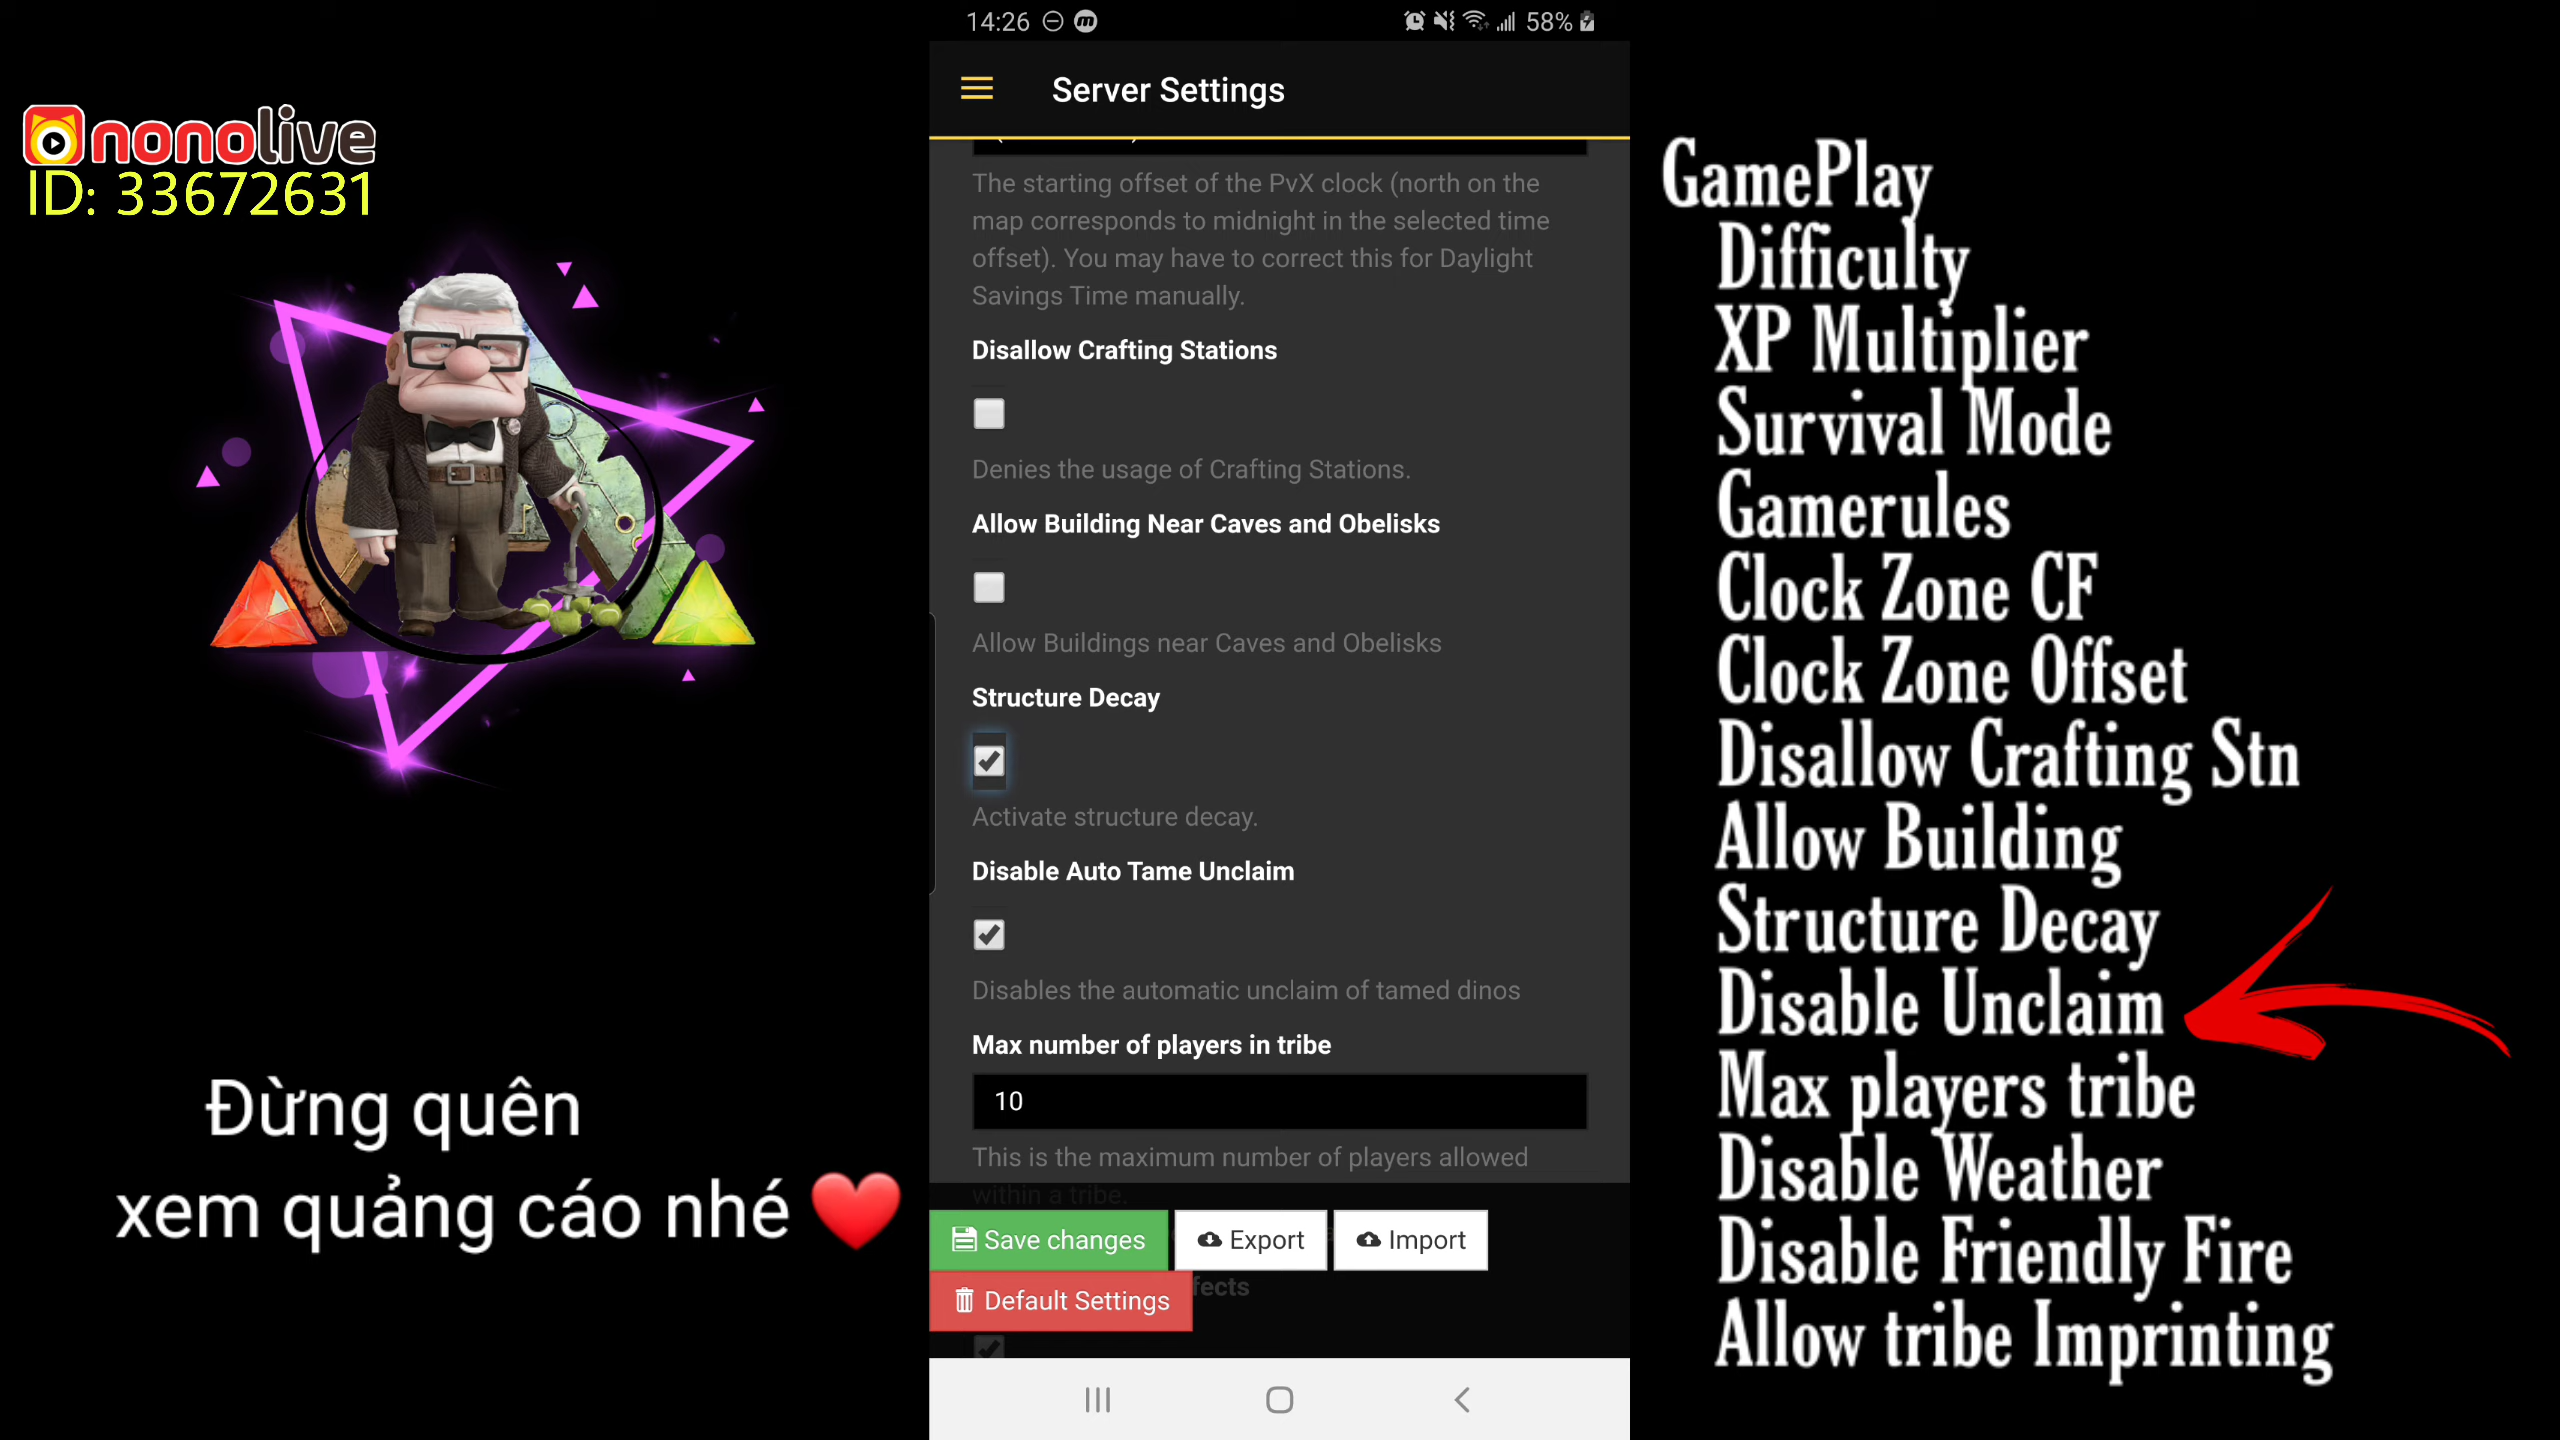 nonolive
ID: 33672631
Đừng quên
xem quảng cáo nhé
14:26
58%
Server Settings
The starting offset of the PvX clock (north on the
map corresponds to midnight in the selected time
offset). You may have to correct this for Daylight
Savings Time manually.
Disallow Crafting Stations
Denies the usage of Crafting Stations.
Allow Building Near Caves and Obelisks
Allow Buildings near Caves and Obelisks
Structure Decay
Activate structure decay.
Disable Auto Tame Unclaim
Disables the automatic unclaim of tamed dinos
Max number of players in tribe
10
This is the maximum number of players allowed
within a tribe.
Save changes
Export
Import
Default Settings
GamePlay
Difficulty
XP Multiplier
Survival Mode
Gamerules
Clock Zone CF
Clock Zone Offset
Disallow Crafting Stn
Allow Building
Structure Decay
Disable Unclaim
Max players tribe
Disable Weather
Disable Friendly Fire
Allow tribe Imprinting